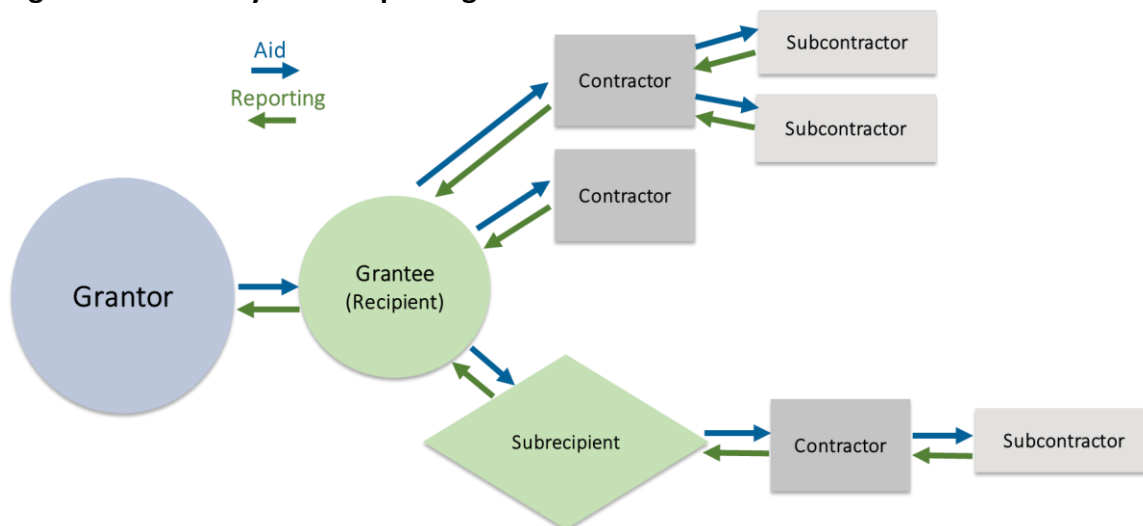 Aid
Reporting
Grantor
Grantee
(Recipient)
Contractor
Subcontractor
Subcontractor
Contractor
Subrecipient
Contractor
Subcontractor